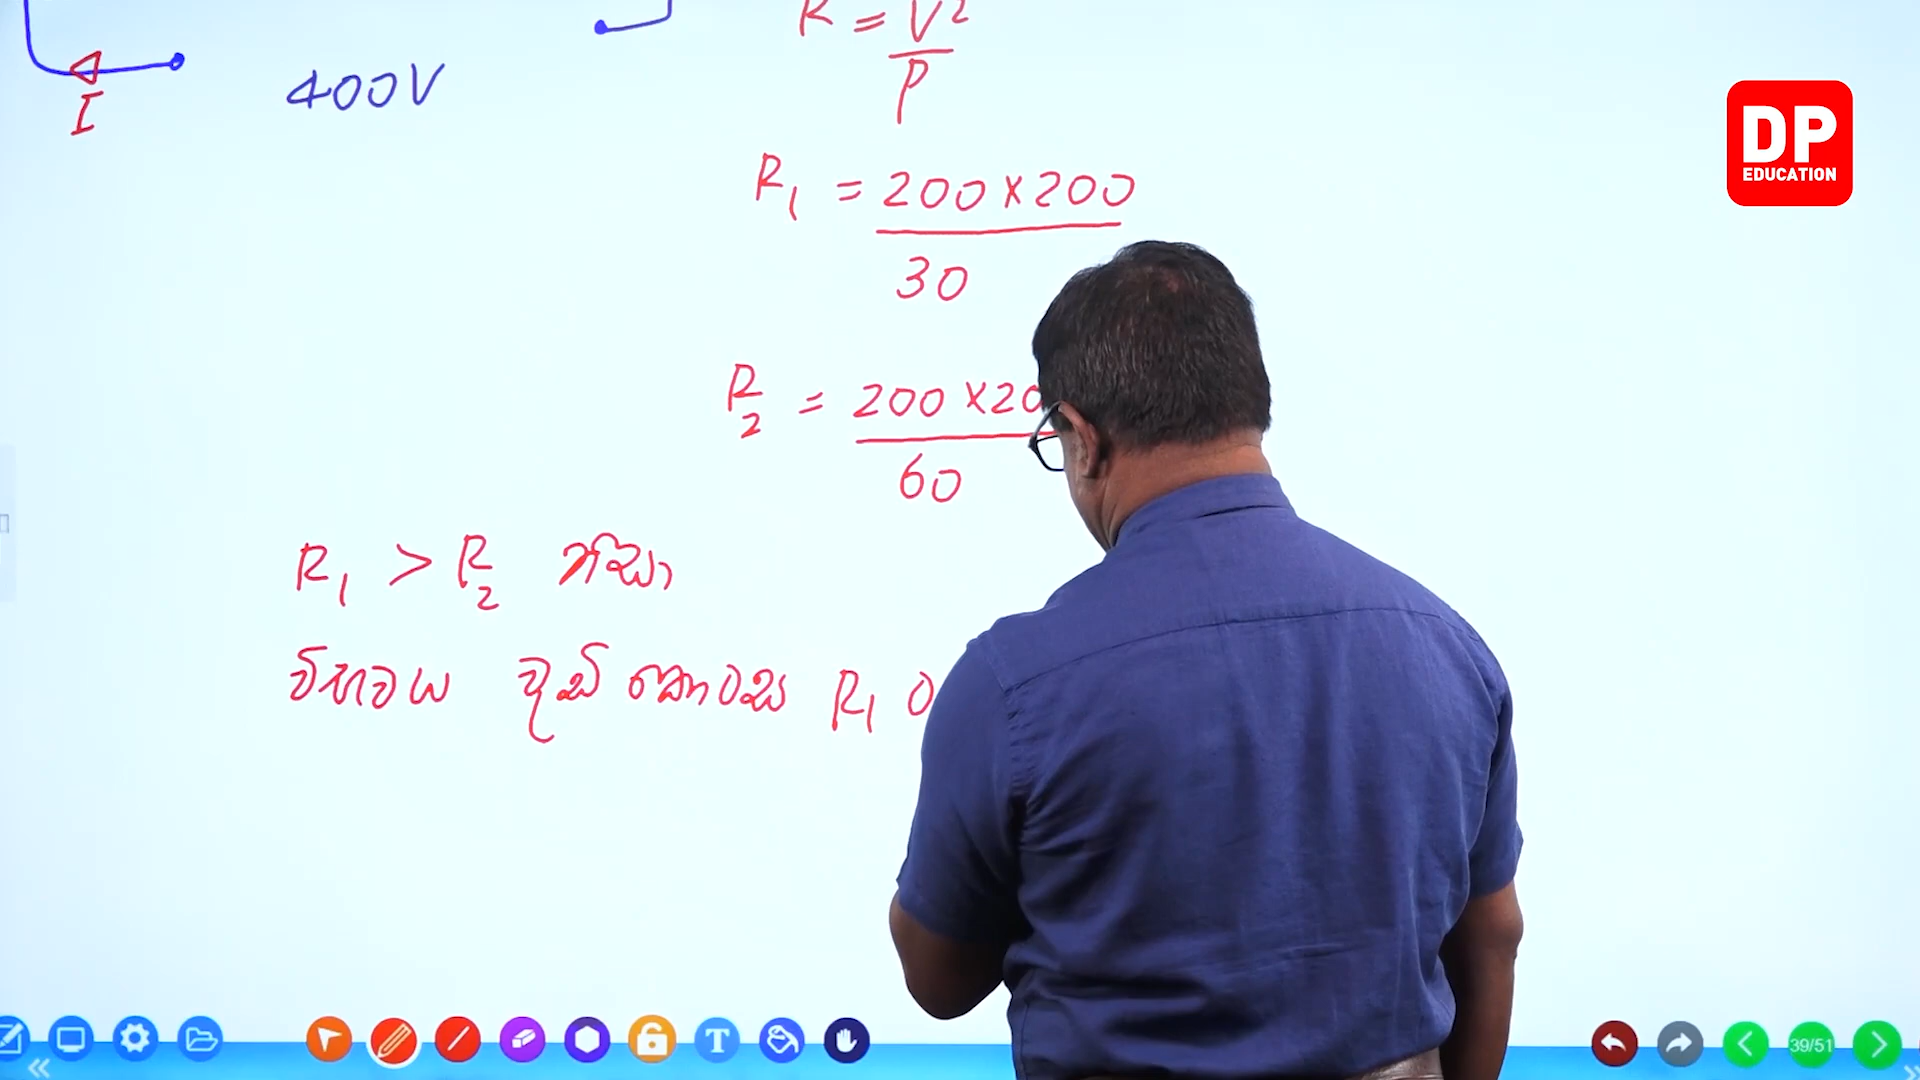 I
400V
R = V²
P
R₁ = 200 × 200
30
R₂ = 200 × 20
60
R₁ > R₂ නිසා
විභවය වැඩි කොටස R₁ ට
DP
EDUCATION
T
39/51